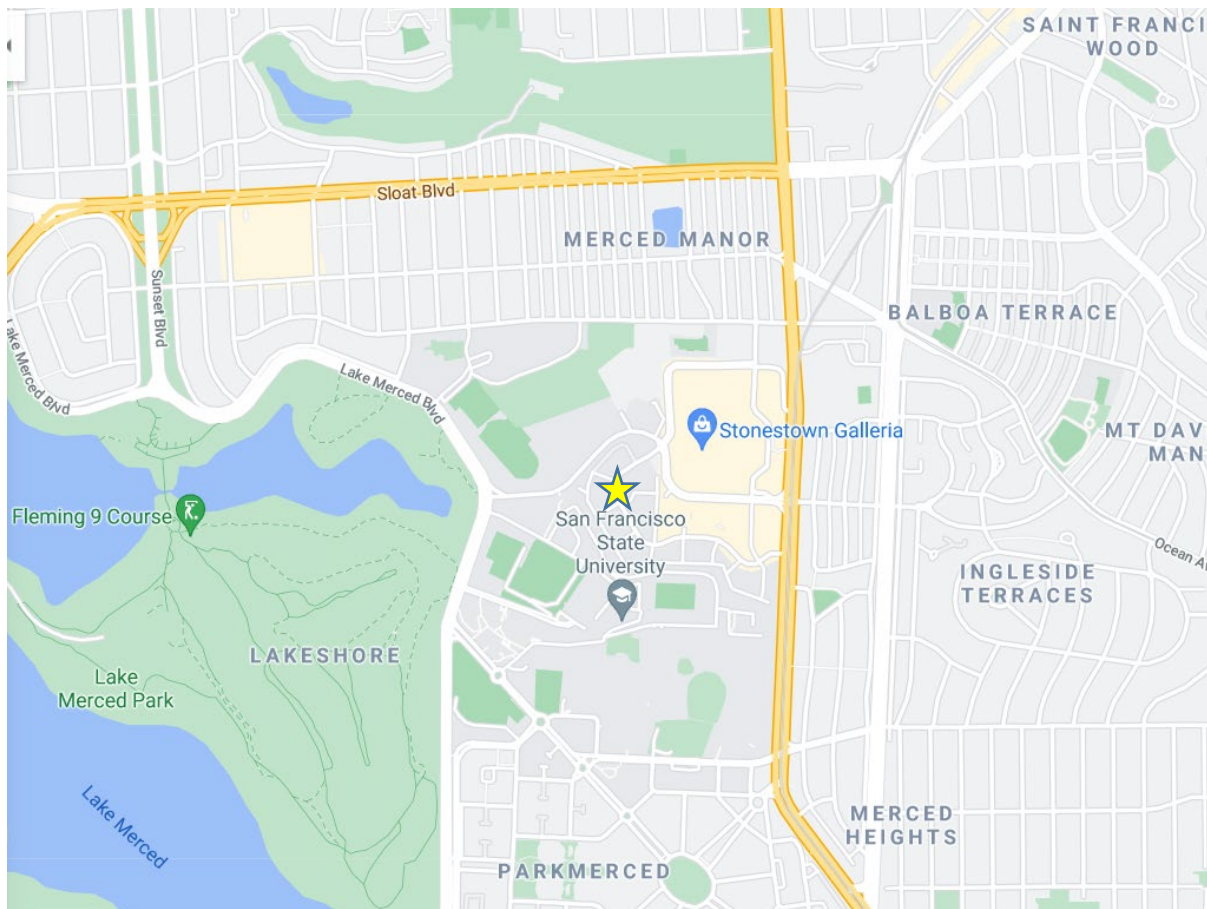 SAINT FRANCI
WOOD
Sloat Blvd
MERCED MANOR
Sunset Blvd
BALBOA TERRACE
Lake Merced Blvd
Lake Merced Blvd
Stonestown Galleria
MT DAV
MAN
Fleming 9 Course
San Francisco
State
University
Ocean Av
INGLESIDE
TERRACES
LAKESHORE
Lake
Merced Park
Lake Merced
MERCED
HEIGHTS
PARKMERCED